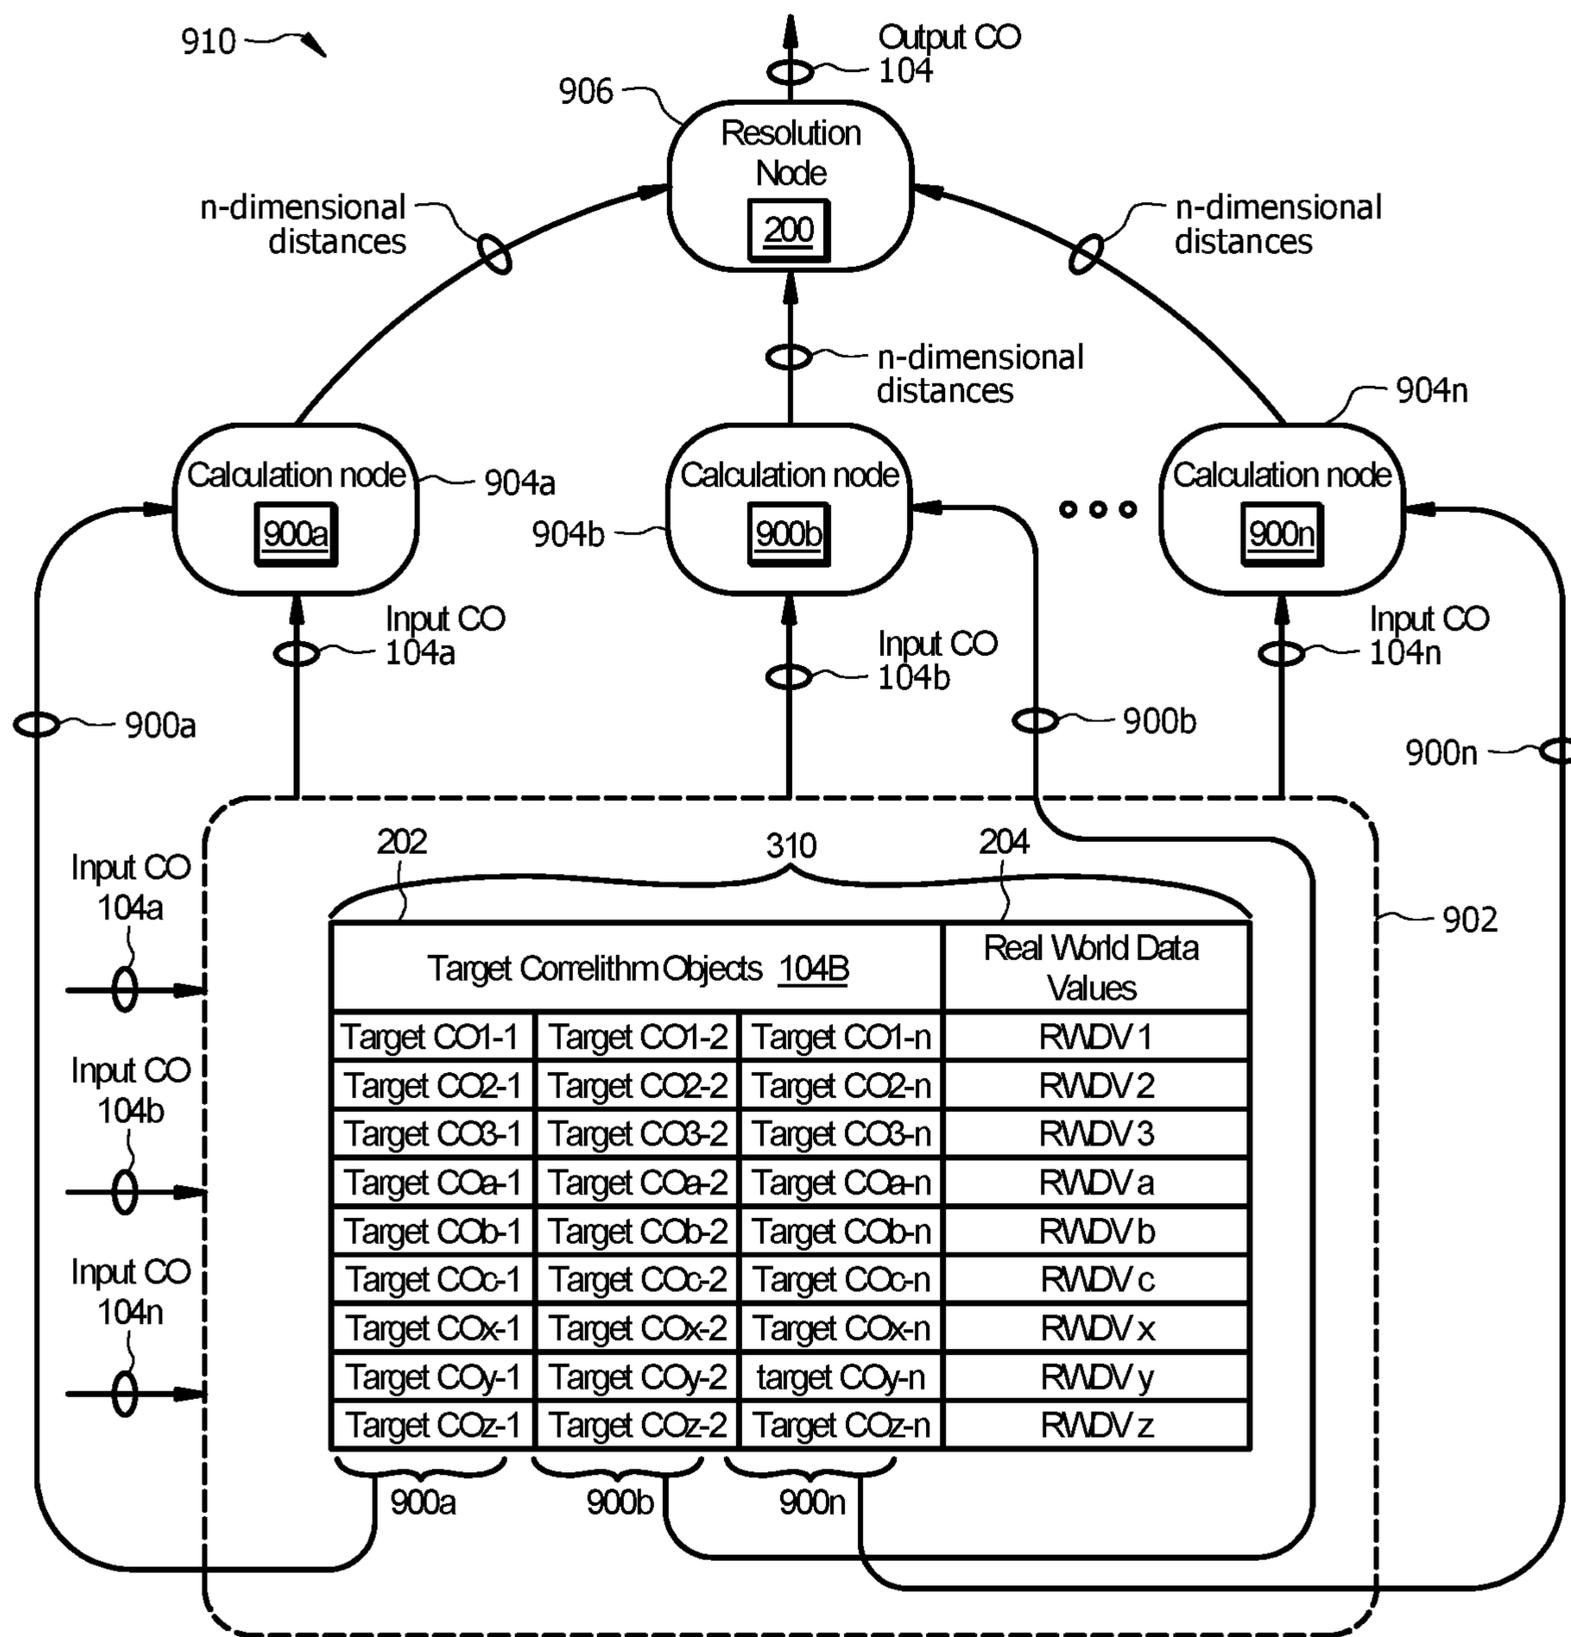 910
Output CO
104
906
Resolution
Node
200
n-dimensional
distances
n-dimensional
distances
n-dimensional
distances
904n
Calculation node
900a
904a
Calculation node
900b
904b
Calculation node
900n
Input CO
104a
Input CO
104b
Input CO
104n
900a
900b
900n
202
310
204
902
Input CO
104a
Input CO
104b
Input CO
104n
Target Correlithm Objects 104B
Real World Data
Values
Target CO1-1 Target CO1-2 Target CO1-n RWDV 1
Target CO2-1 Target CO2-2 Target CO2-n RWDV 2
Target CO3-1 Target CO3-2 Target CO3-n RWDV 3
Target COa-1 Target COa-2 Target COa-n RWDV a
Target COb-1 Target COb-2 Target COb-n RWDV b
Target COc-1 Target COc-2 Target COc-n RWDV c
Target COx-1 Target COx-2 Target COx-n RWDV x
Target COy-1 Target COy-2 target COy-n RWDV y
Target COz-1 Target COz-2 Target COz-n RWDV z
900a
900b
900n